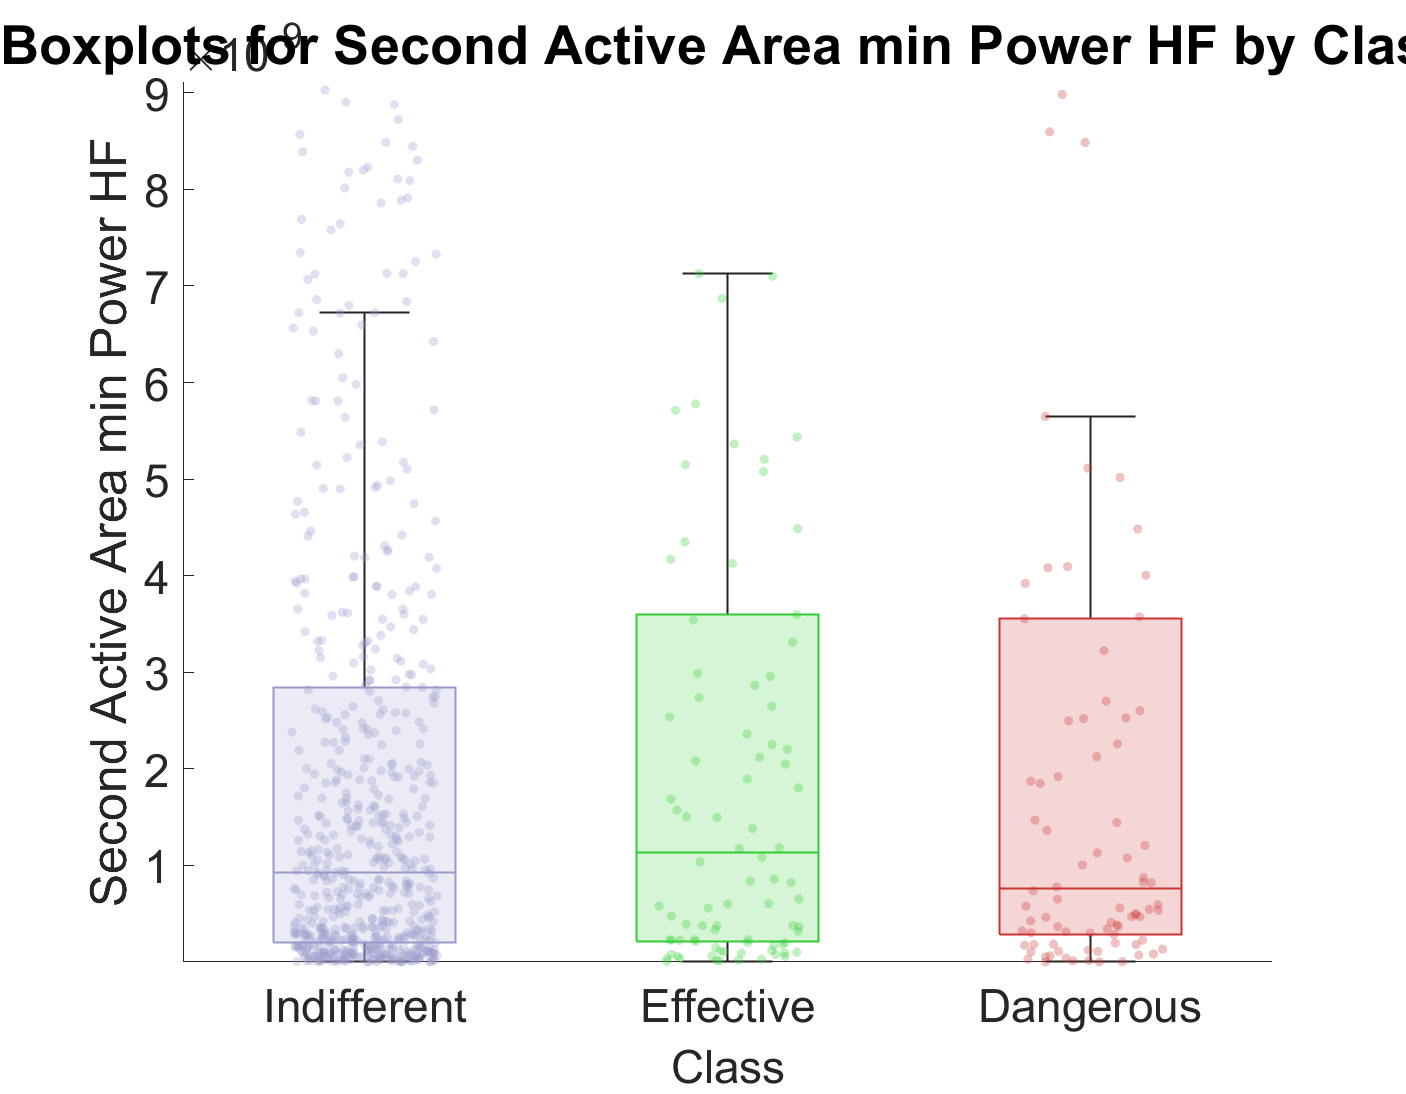 Boxplots for Second Active Area min Power HF by Clas
×10
9
9
8
7
6
5
4
3
2
1
Second Active Area min Power HF
Indifferent Effective Dangerous
Class